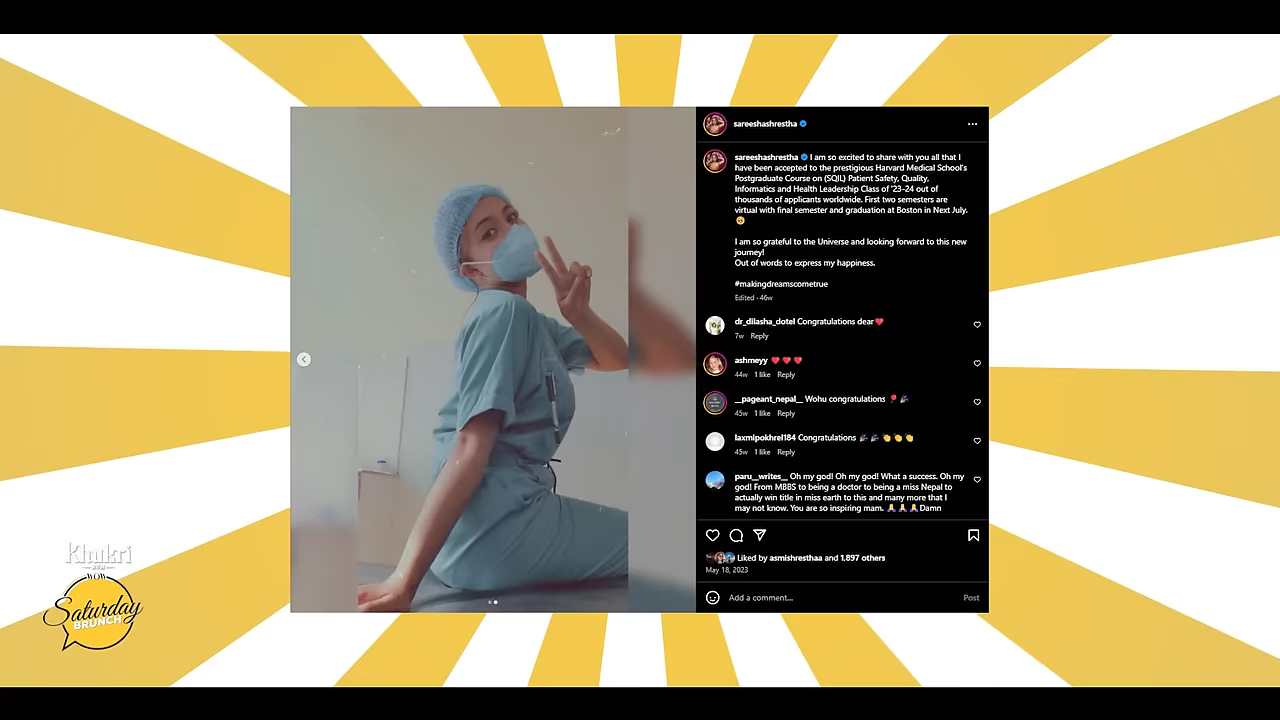 sareeshashrestha
sareeshashrestha I am so excited to share with you all that I
have been accepted to the prestigious Harvard Medical School's
Postgraduate Course on (SQIL) Patient Safety, Quality,
Informatics and Health Leadership Class of '23-24 out of
thousands of applicants worldwide. First two semesters are
virtual with final semester and graduation at Boston in Next July.
I am so grateful to the Universe and looking forward to this new
journey!
Out of words to express my happiness.
#makingdreamscometrue
Edited · 46w
dr_dilasha_dotel Congratulations dear❤️
7w Reply
ashmeyy ❤️ ❤️ ❤️
44w 1 like Reply
__pageant_nepal__ Wohu congratulations 🎈 🎉
45w 1 like Reply
laxmipokhrel184 Congratulations 🎉 🎉 👏 👏 👏
45w 1 like Reply
paru__writes__ Oh my god! Oh my god! What a success. Oh my
god! From MBBS to being a doctor to being a miss Nepal to
actually win title in miss earth to this and many more that I
may not know. You are so inspiring mam. Damn
Liked by asmishresthaa and 1,897 others
May 18, 2023
Add a comment...
Post
Khukri
WOW
Saturday
BRUNCH